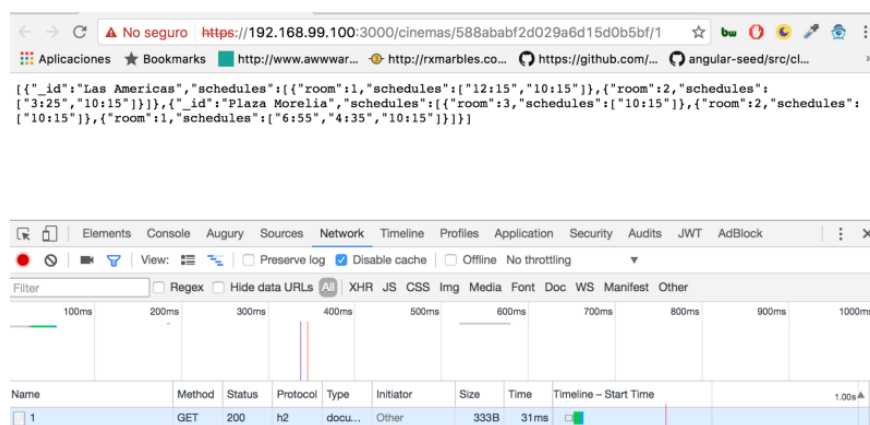 No seguro https://192.168.99.100:3000/cinemas/588ababf2d029a6d15d0b5bf/1 bw
Aplicaciones Bookmarks http://www.awwwar... http://rxmarbles.co... https://github.com/... angular-seed/src/cl...
[{"_id":"Las Americas","schedules":[{"room":1,"schedules":["12:15","10:15"]},{"room":2,"schedules":
["3:25","10:15"]}]},{"_id":"Plaza Morelia","schedules":[{"room":3,"schedules":["10:15"]},{"room":2,"schedules":
["10:15"]},{"room":1,"schedules":["6:55","4:35","10:15"]}]}]
Elements Console Augury Sources Network Timeline Profiles Application Security Audits JWT AdBlock
View: Preserve log Disable cache Offline No throttling
Filter Regex Hide data URLs All XHR JS CSS Img Media Font Doc WS Manifest Other
100ms 200ms 300ms 400ms 500ms 600ms 700ms 800ms 900ms 1000ms
Name Method Status Protocol Type Initiator Size Time Timeline – Start Time 1.00s
1 GET 200 h2 docu... Other 333B 31ms